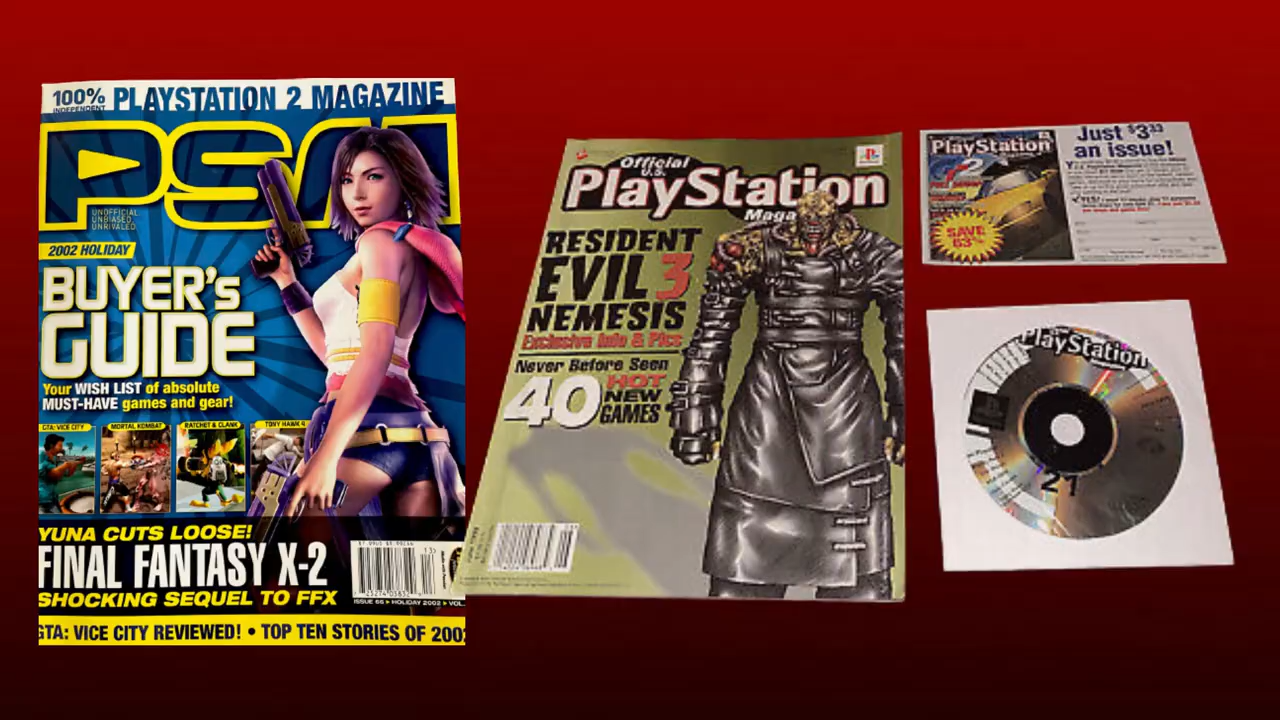 100%
INDEPENDENT
PLAYSTATION 2 MAGAZINE
PSM
UNOFFICIAL
UNBIASED
UNRIVALED
2002 HOLIDAY
BUYER's
GUIDE
Your WISH LIST of absolute
MUST-HAVE games and gear!
GTA: VICE CITY
MORTAL KOMBAT
RATCHET & CLANK
TONY HAWK 4
YUNA CUTS LOOSE!
FINAL FANTASY X-2
SHOCKING SEQUEL TO FFX
ISSUE 66 ▸ HOLIDAY 2002 ▸ VOL.
GTA: VICE CITY REVIEWED! • TOP TEN STORIES OF 2002
Official
U.S.
PlayStation
Maga
RESIDENT
EVIL 3
NEMESIS
Exclusive Info & Pics
Never Before Seen
40 HOT
NEW
GAMES
PlayStation
2
SAVE
63%
Just $3.33
an issue!
YES!
PlayStation
21